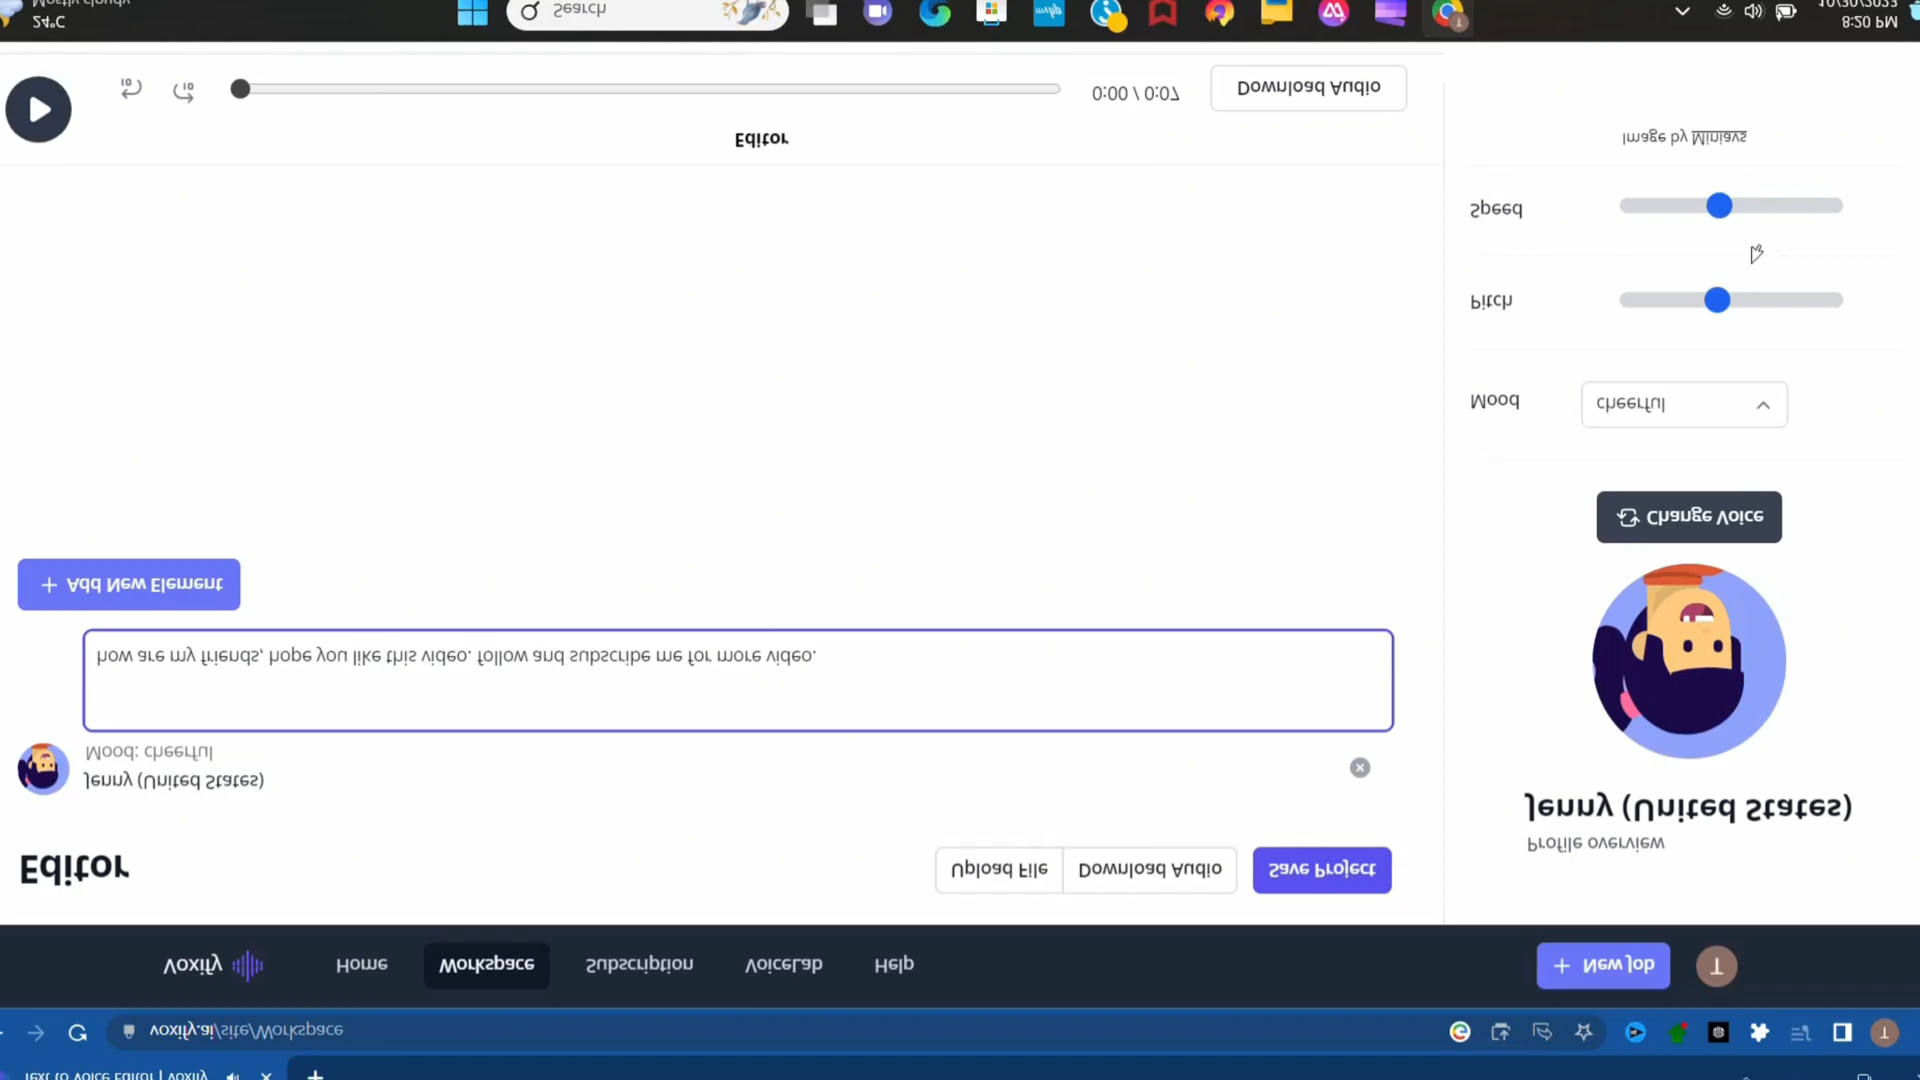 Text to Voice Editor | Voxify
voxify.ai/site/Workspace
Voxify
Home
Workspace
Subscription
VoiceLab
Help
+ New Job
T
Editor
Upload File
Download Audio
Save Project
Jenny (United States)
Mood: cheerful
how are my friends, hope you like this video. follow and subscribe me for more video.
+ Add New Element
Profile overview
Jenny (United States)
Change Voice
Mood
cheerful
Pitch
Speed
Image by Miniavs
Editor
10
10
0:00 / 0:07
Download Audio
24°C
Mostly cloudy
Search
myhp
8:20 PM
10/30/2023